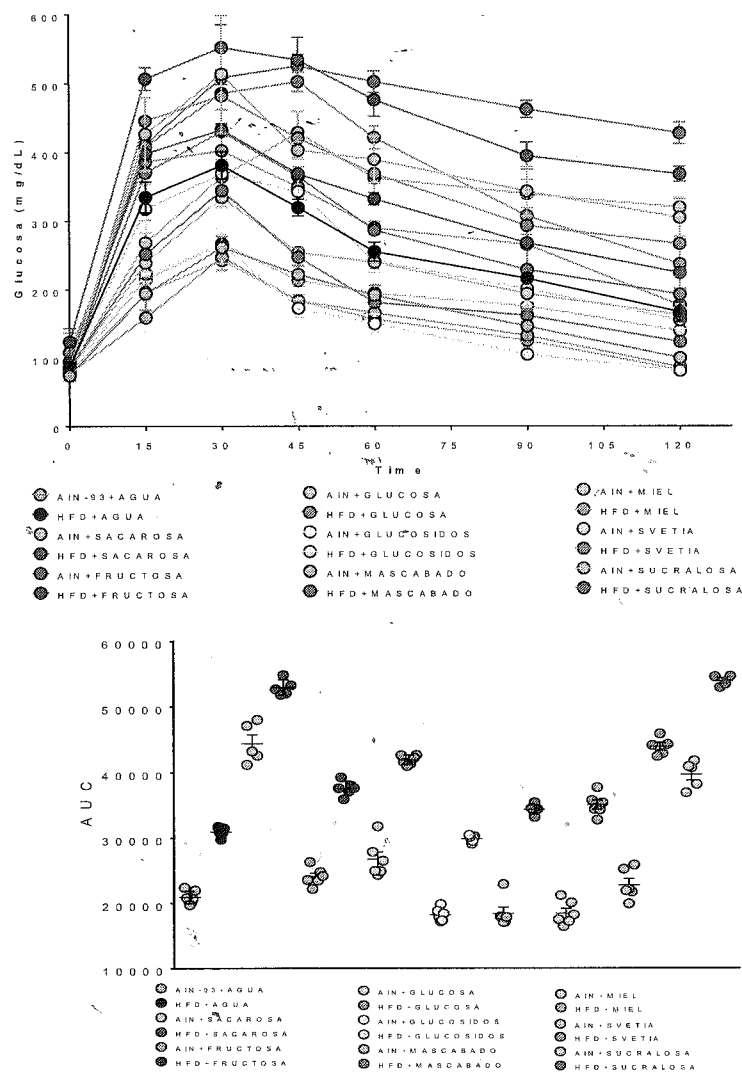 600
500
400
300
200
100
0
Glucosa (mg/dL)
0 15 30 45 60 75 90 105 120
Time
AIN-93+AGUA
HFD+AGUA
AIN+SACAROSA
HFD+SACAROSA
AIN+FRUCTOSA
HFD+FRUCTOSA
AIN+GLUCOSA
HFD+GLUCOSA
AIN+GLUCOSIDOS
HFD+GLUCOSIDOS
AIN+MASCABADO
HFD+MASCABADO
AIN+MIEL
HFD+MIEL
AIN+SVETIA
HFD+SVETIA
AIN+SUCRALOSA
HFD+SUCRALOSA
60000
50000
40000
30000
20000
10000
AUC
AIN-93+AGUA
HFD+AGUA
AIN+SACAROSA
HFD+SACAROSA
AIN+FRUCTOSA
HFD+FRUCTOSA
AIN+GLUCOSA
HFD+GLUCOSA
AIN+GLUCOSIDOS
HFD+GLUCOSIDOS
AIN+MASCABADO
HFD+MASCABADO
AIN+MIEL
HFD+MIEL
AIN+SVETIA
HFD+SVETIA
AIN+SUCRALOSA
HFD+SUCRALOSA